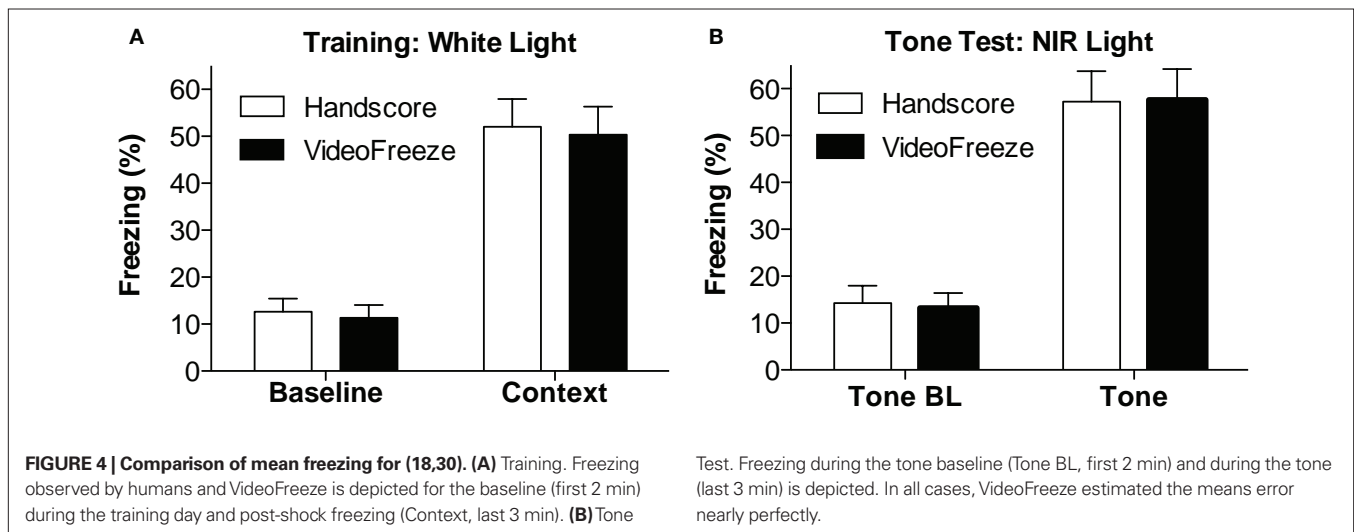 A
Training: White Light
Freezing (%)
60
50
40
30
20
10
0
Handscore
VideoFreeze
Baseline
Context
B
Tone Test: NIR Light
Freezing (%)
60
50
40
30
20
10
0
Handscore
VideoFreeze
Tone BL
Tone
FIGURE 4 | Comparison of mean freezing for (18,30). (A) Training. Freezing
observed by humans and VideoFreeze is depicted for the baseline (first 2 min)
during the training day and post-shock freezing (Context, last 3 min). (B) Tone
Test. Freezing during the tone baseline (Tone BL, first 2 min) and during the tone
(last 3 min) is depicted. In all cases, VideoFreeze estimated the means error
nearly perfectly.